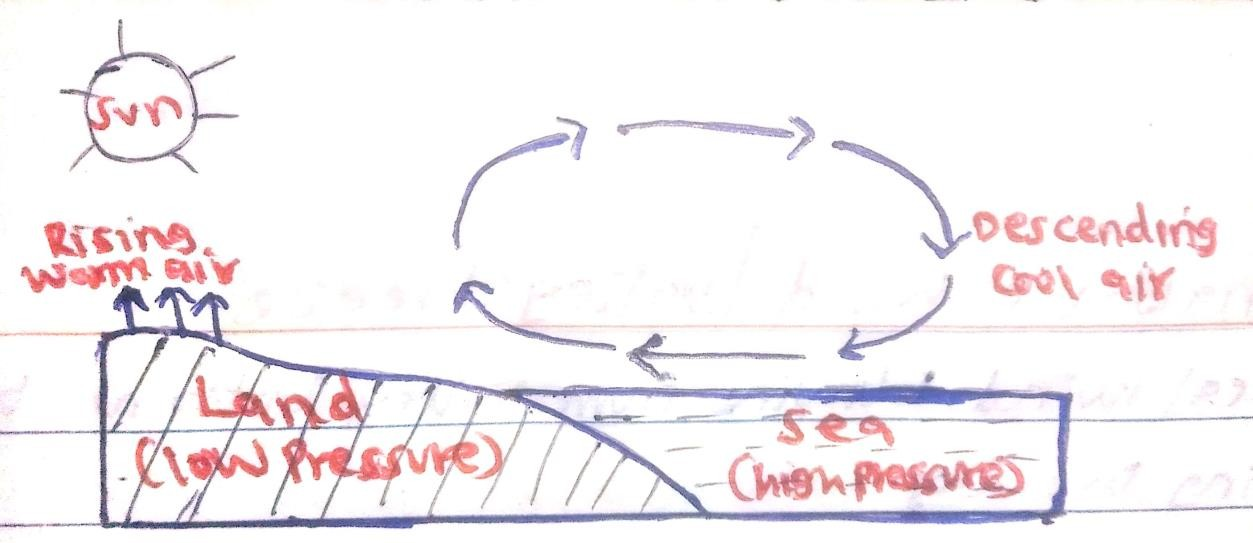 Sun
Rising
warm air
Descending
cool air
Land
(low pressure)
Sea
(high pressure)